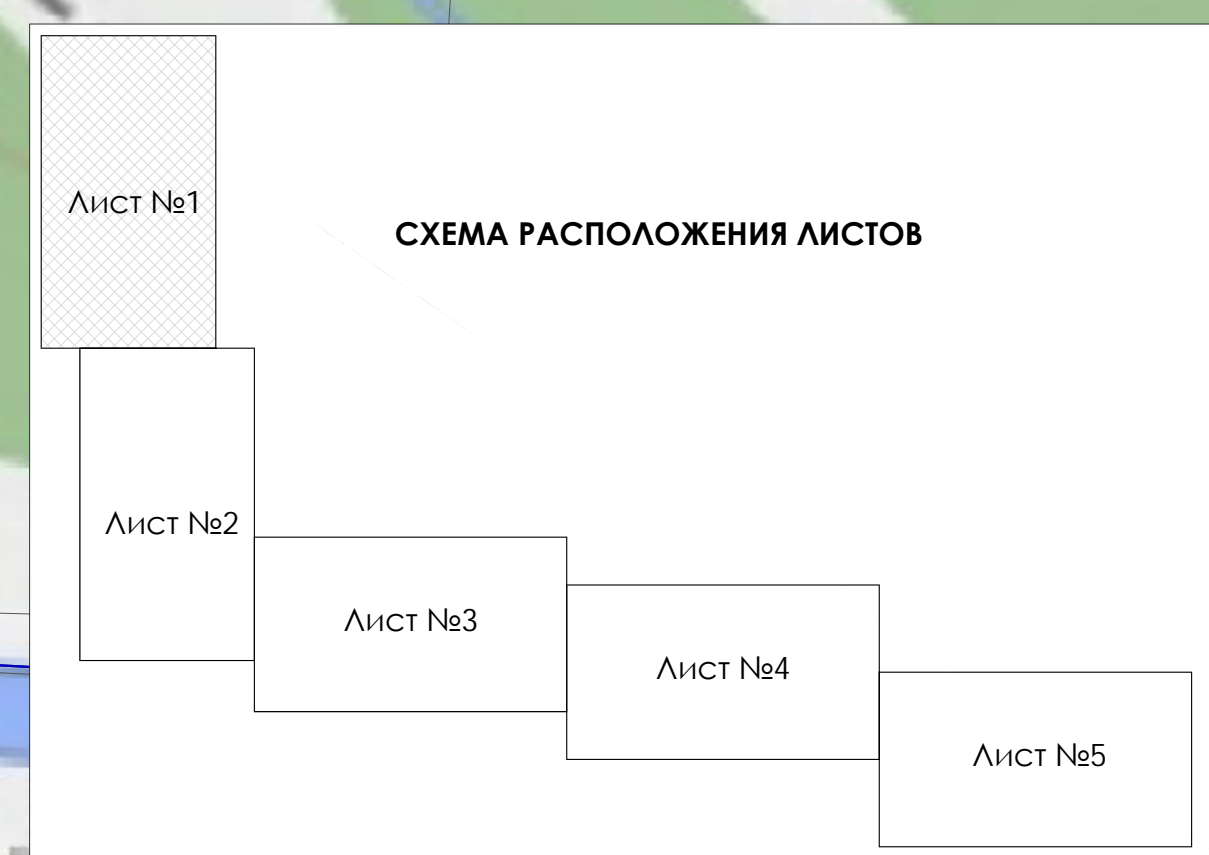 Лист №1
СХЕМА РАСПОЛОЖЕНИЯ ЛИСТОВ
Лист №2
Лист №3
Лист №4
Лист №5